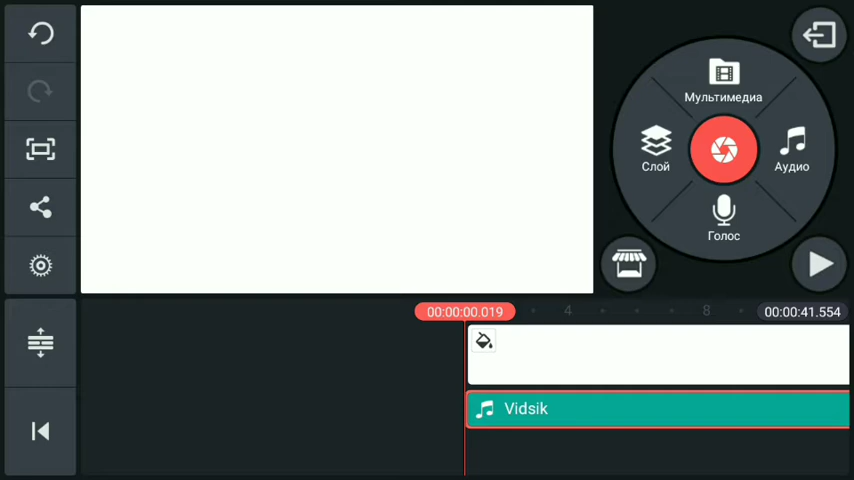 Мультимедиа
Слой
Аудио
Голос
00:00:00.019
4
8
00:00:41.554
Vidsik